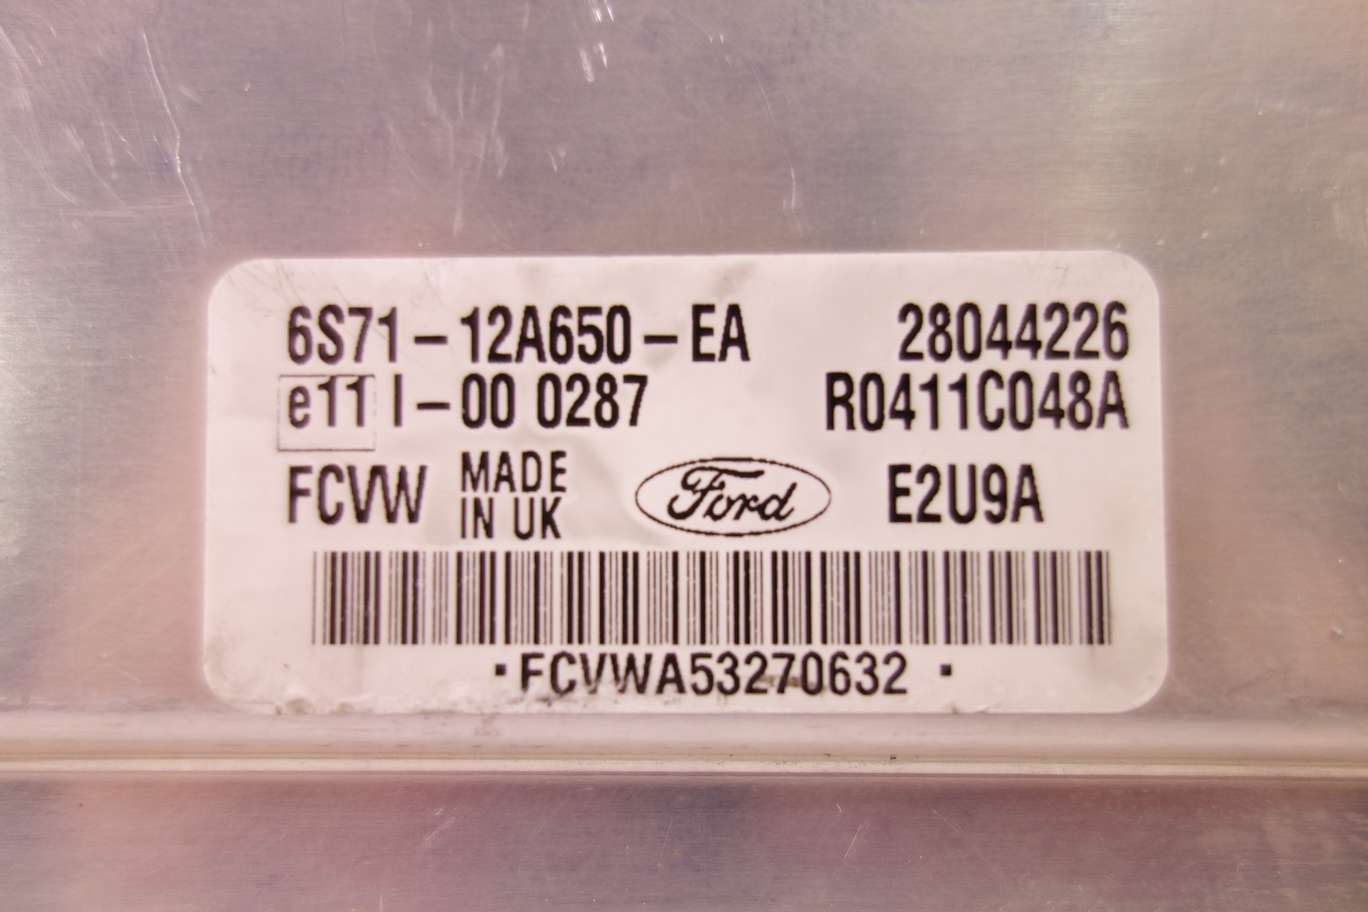 6S71-12A650-EA 28044226
e11 I-00 0287 R0411C048A
FCVW MADE IN UK Ford E2U9A
·FCVWA53270632·